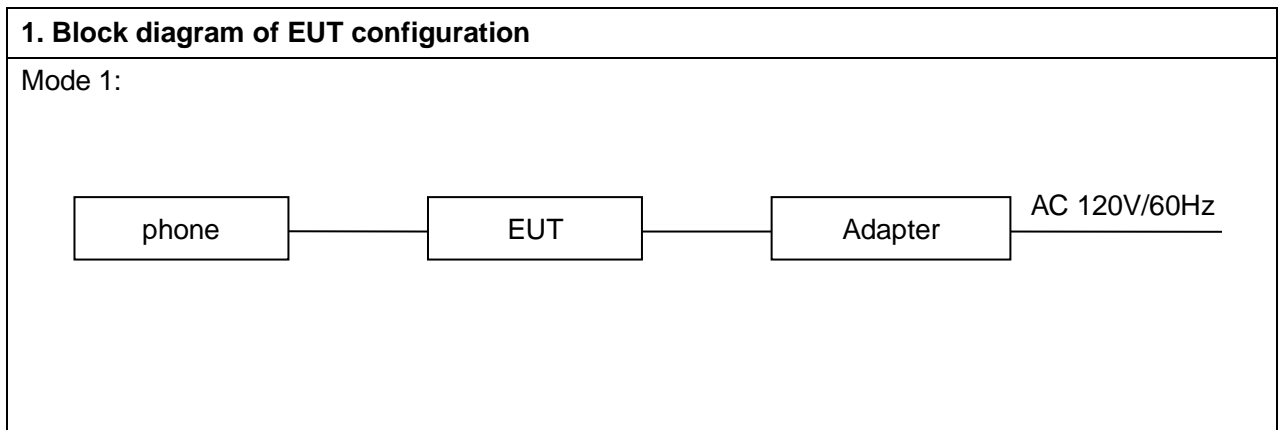 1. Block diagram of EUT configuration
Mode 1:
AC 120V/60Hz
phone EUT Adapter